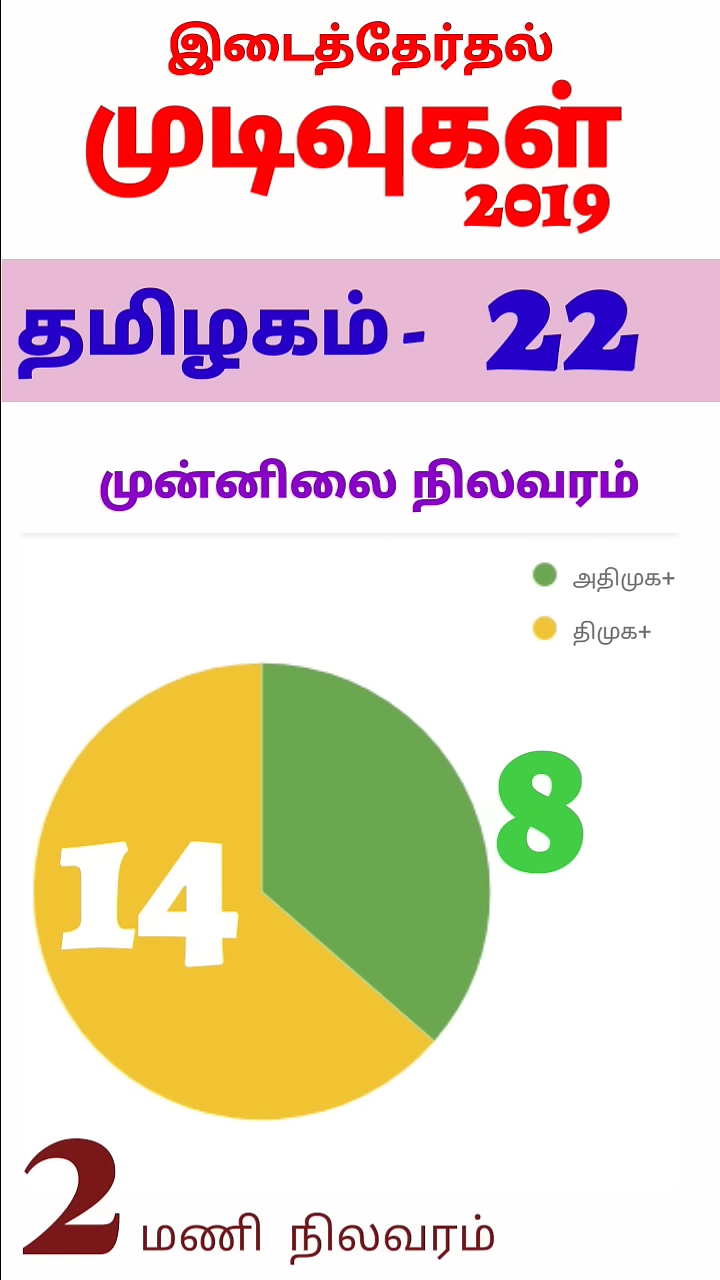 இடைத்தேர்தல்
முடிவுகள்
2019
தமிழகம் - 22
முன்னிலை நிலவரம்
அதிமுக+
திமுக+
8
14
2 மணி நிலவரம்